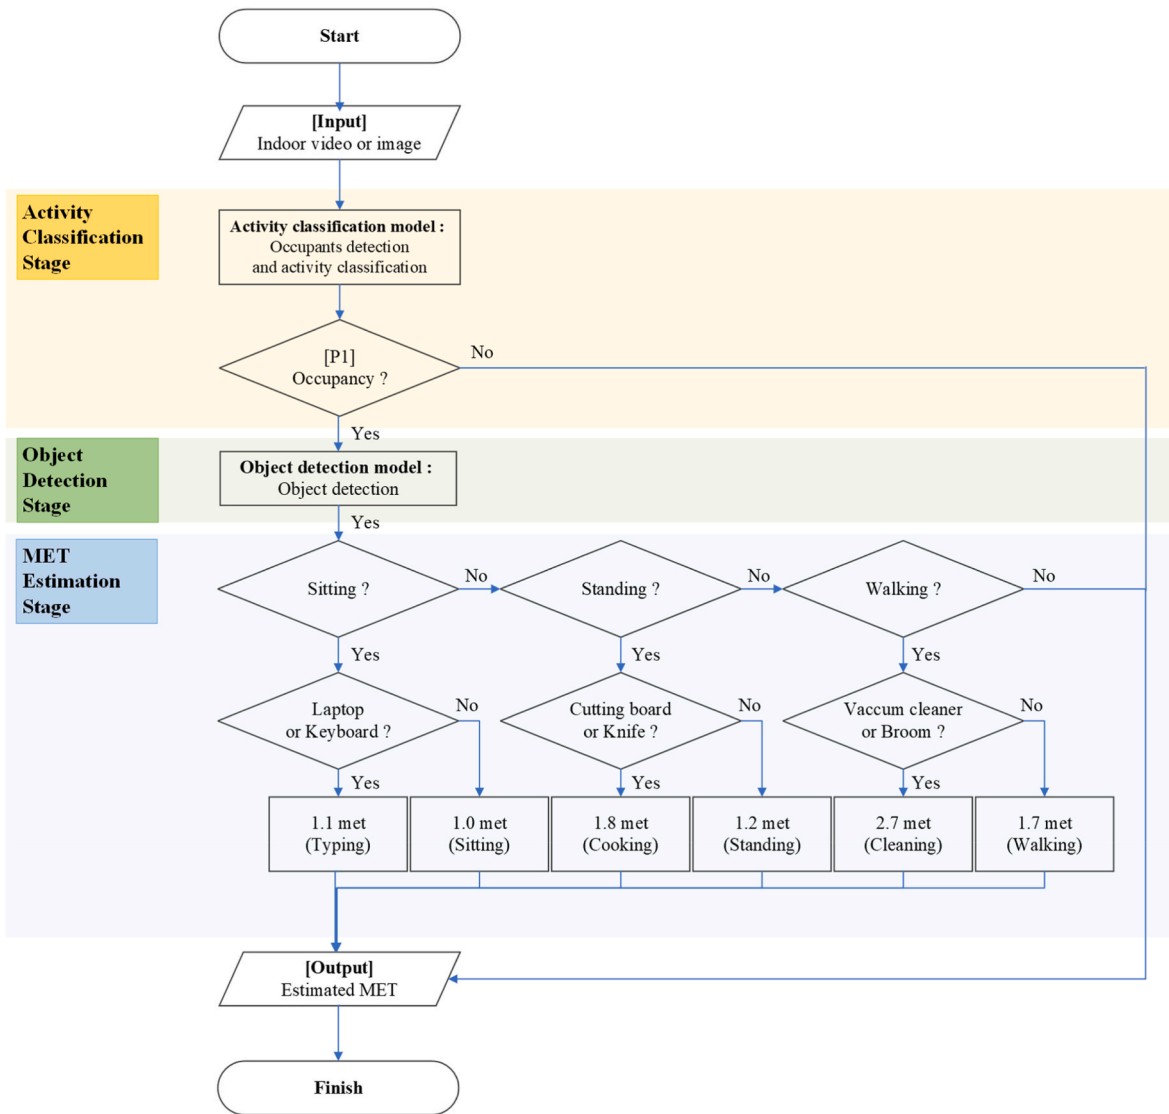 Start
[Input]
Indoor video or image
Activity
Classification
Stage
Activity classification model :
Occupants detection
and activity classification
[P1]
Occupancy ?
No
Yes
Object
Detection
Stage
Object detection model :
Object detection
Yes
MET
Estimation
Stage
Sitting ?
No
Standing ?
No
Walking ?
No
Yes
Yes
Yes
Laptop
or Keyboard ?
No
Cutting board
or Knife ?
No
Vaccum cleaner
or Broom ?
No
Yes
Yes
Yes
1.1 met
(Typing)
1.0 met
(Sitting)
1.8 met
(Cooking)
1.2 met
(Standing)
2.7 met
(Cleaning)
1.7 met
(Walking)
[Output]
Estimated MET
Finish